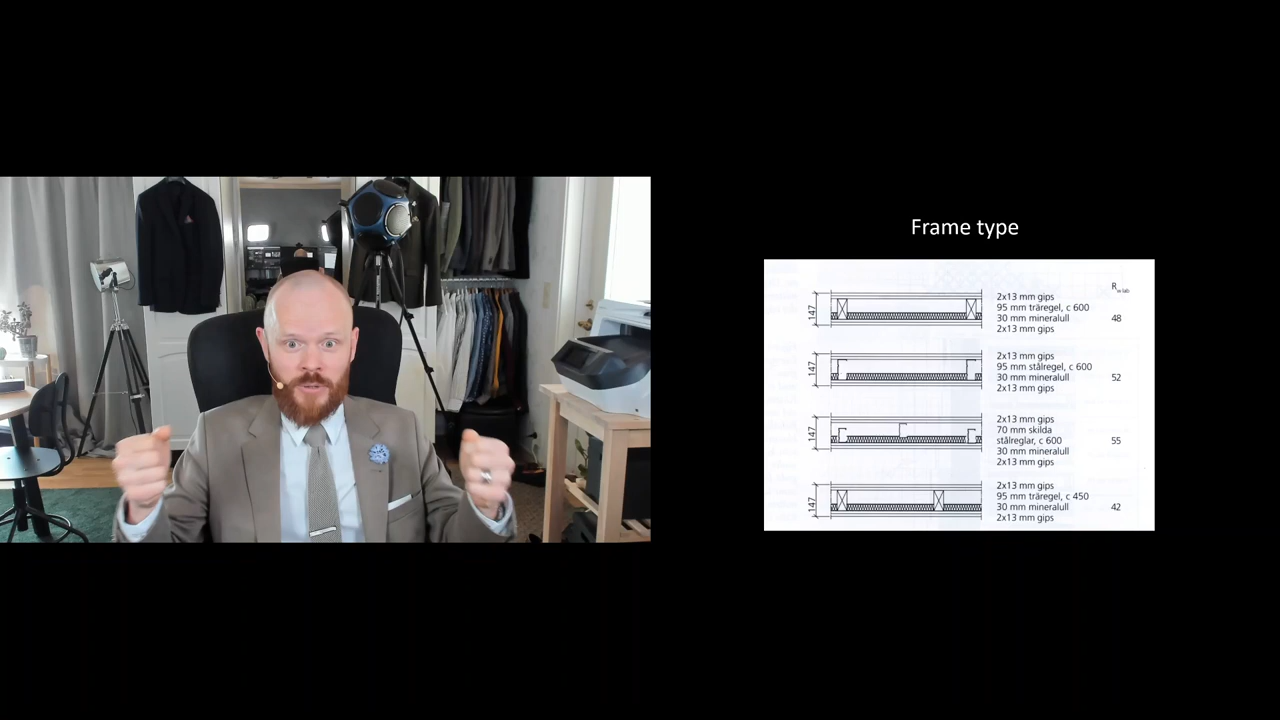 Frame type
R w lab
147
2x13 mm gips
95 mm träregel, c 600
30 mm mineralull
48
2x13 mm gips
147
2x13 mm gips
95 mm stålregel, c 600
30 mm mineralull
52
2x13 mm gips
147
2x13 mm gips
70 mm skilda
stålreglar, c 600
55
30 mm mineralull
2x13 mm gips
147
2x13 mm gips
95 mm träregel, c 450
30 mm mineralull
42
2x13 mm gips